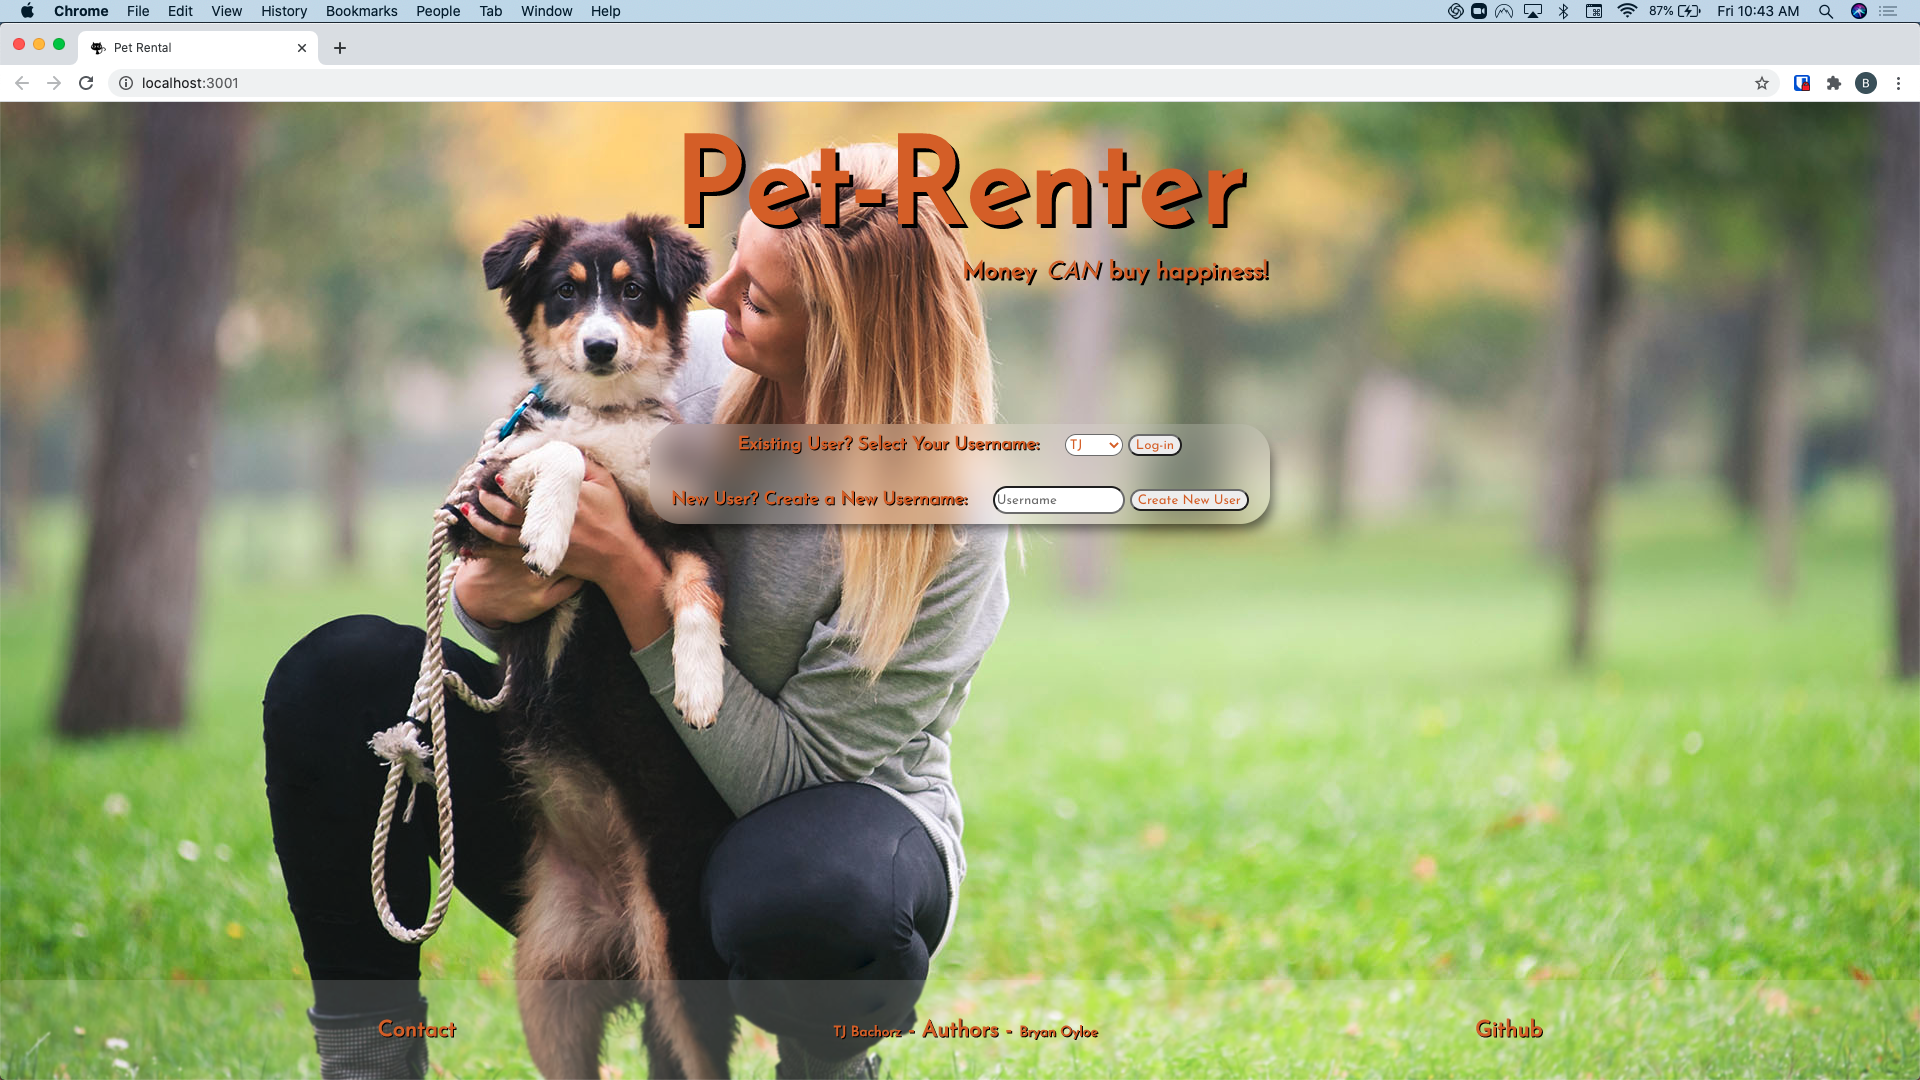 Chrome File Edit View History Bookmarks People Tab Window Help 87% Fri 10:43 AM
Pet Rental
localhost:3001 B
Pet-Renter
Money CAN buy happiness!
Existing User? Select Your Username: TJ Log-in
New User? Create a New Username: Username Create New User
Contact TJ Bachorz - Authors - Bryan Oyloe Github